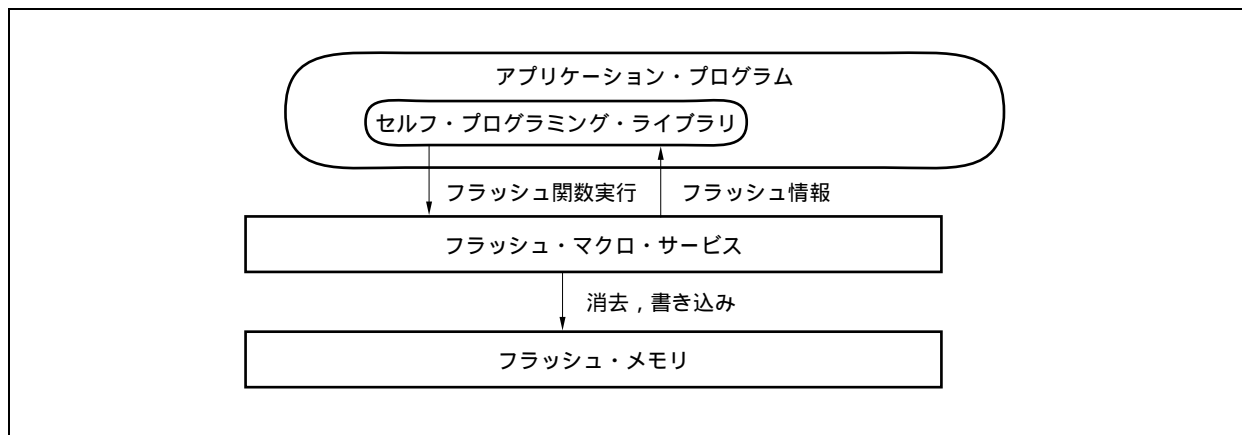 アプリケーション・プログラム
セルフ・プログラミング・ライブラリ
フラッシュ関数実行
フラッシュ情報
フラッシュ・マクロ・サービス
消去，書き込み
フラッシュ・メモリ